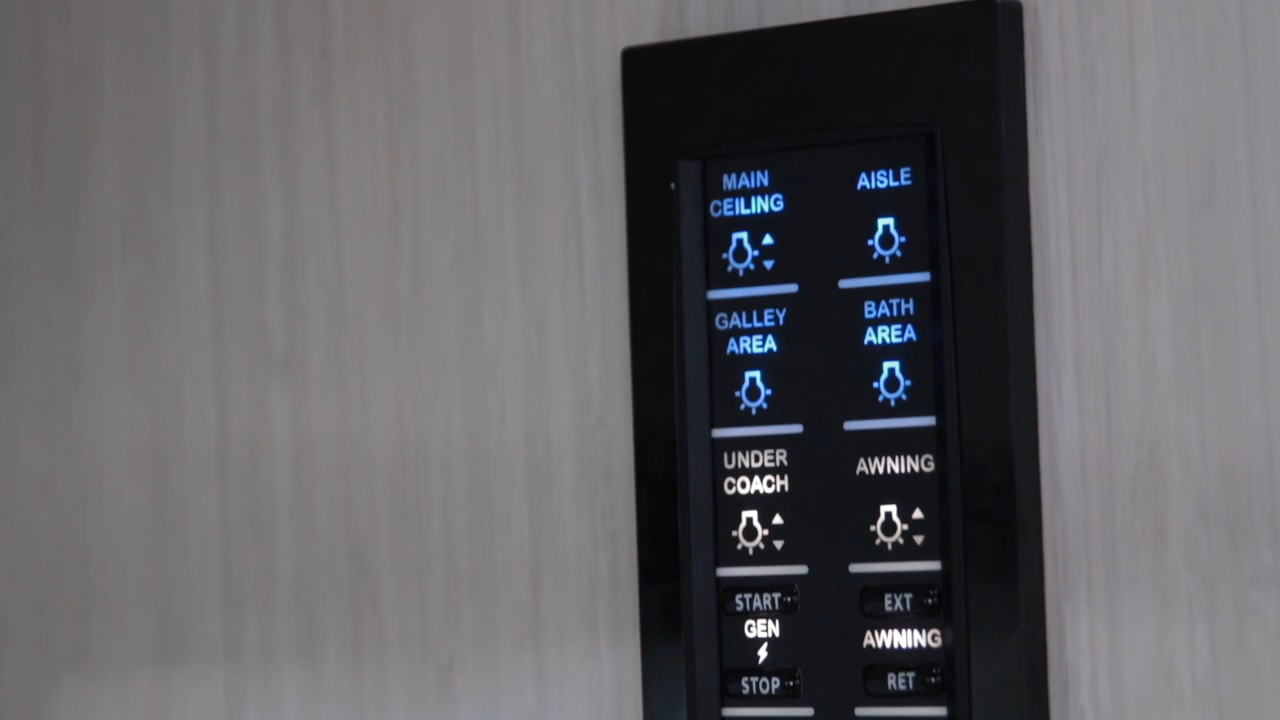 MAIN
CEILING
AISLE
GALLEY
AREA
BATH
AREA
UNDER
COACH
AWNING
START
GEN
STOP
EXT
AWNING
RET